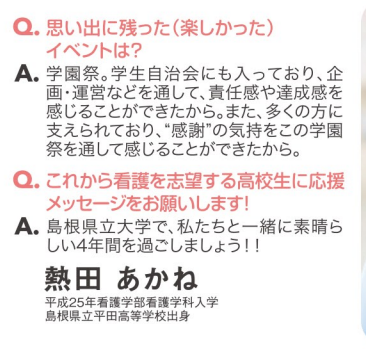 Q. 思い出に残った(楽しかった)
イベントは?
A. 学園祭。学生自治会にも入っており、企
画・運営などを通して、責任感や達成感を
感じることができたから。また、多くの方に
支えられており、“感謝”の気持をこの学園
祭を通して感じることができたから。
Q. これから看護を志望する高校生に応援
メッセージをお願いします!
A. 島根県立大学で、私たちと一緒に素晴ら
しい4年間を過ごしましょう!!
熱田 あかね
平成25年看護学部看護学科入学
島根県立平田高等学校出身